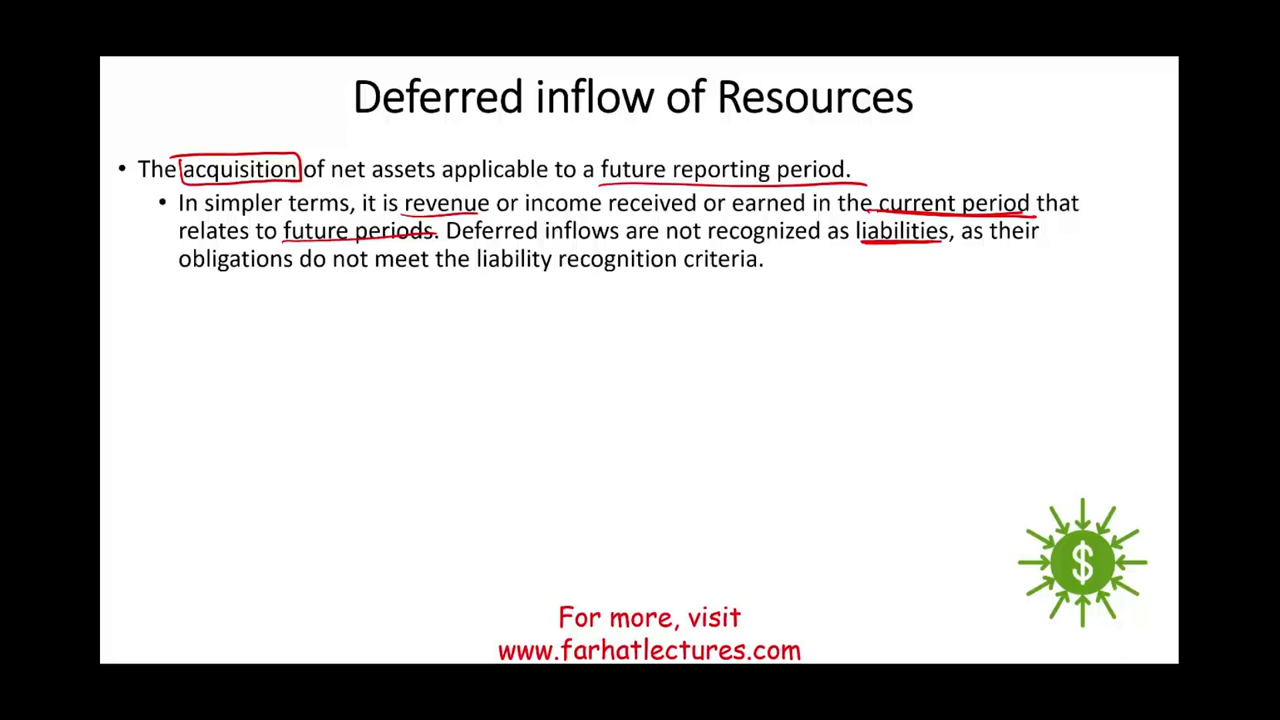 Deferred inflow of Resources
• The acquisition of net assets applicable to a future reporting period.
• In simpler terms, it is revenue or income received or earned in the current period that
relates to future periods. Deferred inflows are not recognized as liabilities, as their
obligations do not meet the liability recognition criteria.
$
For more, visit
www.farhatlectures.com